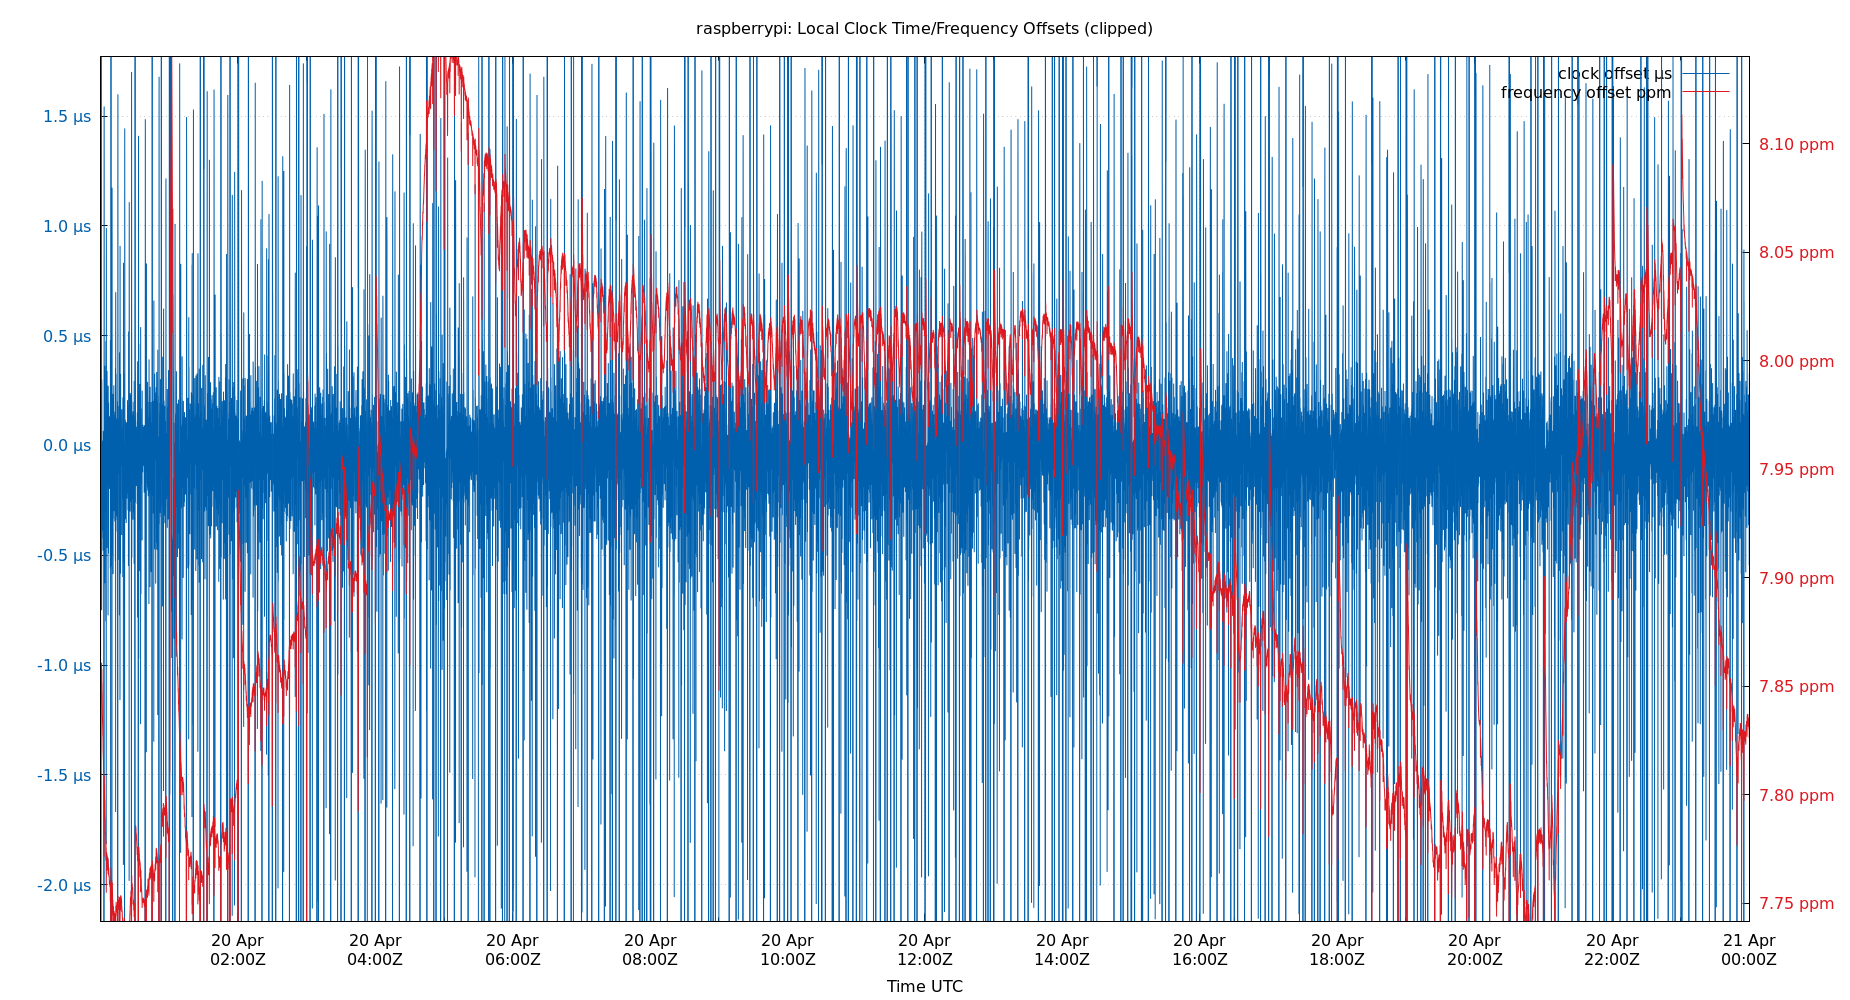 raspberrypi: Local Clock Time/Frequency Offsets (clipped)
clock offset µs
frequency offset ppm
1.5 µs
1.0 µs
0.5 µs
0.0 µs
-0.5 µs
-1.0 µs
-1.5 µs
-2.0 µs
8.10 ppm
8.05 ppm
8.00 ppm
7.95 ppm
7.90 ppm
7.85 ppm
7.80 ppm
7.75 ppm
20 Apr 20 Apr 20 Apr 20 Apr 20 Apr 20 Apr 20 Apr 20 Apr 20 Apr 20 Apr 20 Apr 21 Apr
02:00Z 04:00Z 06:00Z 08:00Z 10:00Z 12:00Z 14:00Z 16:00Z 18:00Z 20:00Z 22:00Z 00:00Z
Time UTC